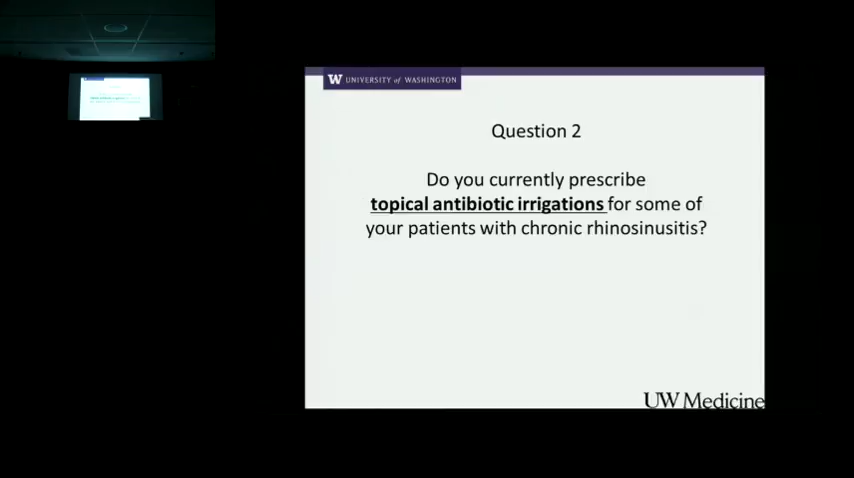 W UNIVERSITY of WASHINGTON
Question 2
Do you currently prescribe
topical antibiotic irrigations for some of
your patients with chronic rhinosinusitis?
UW Medicine